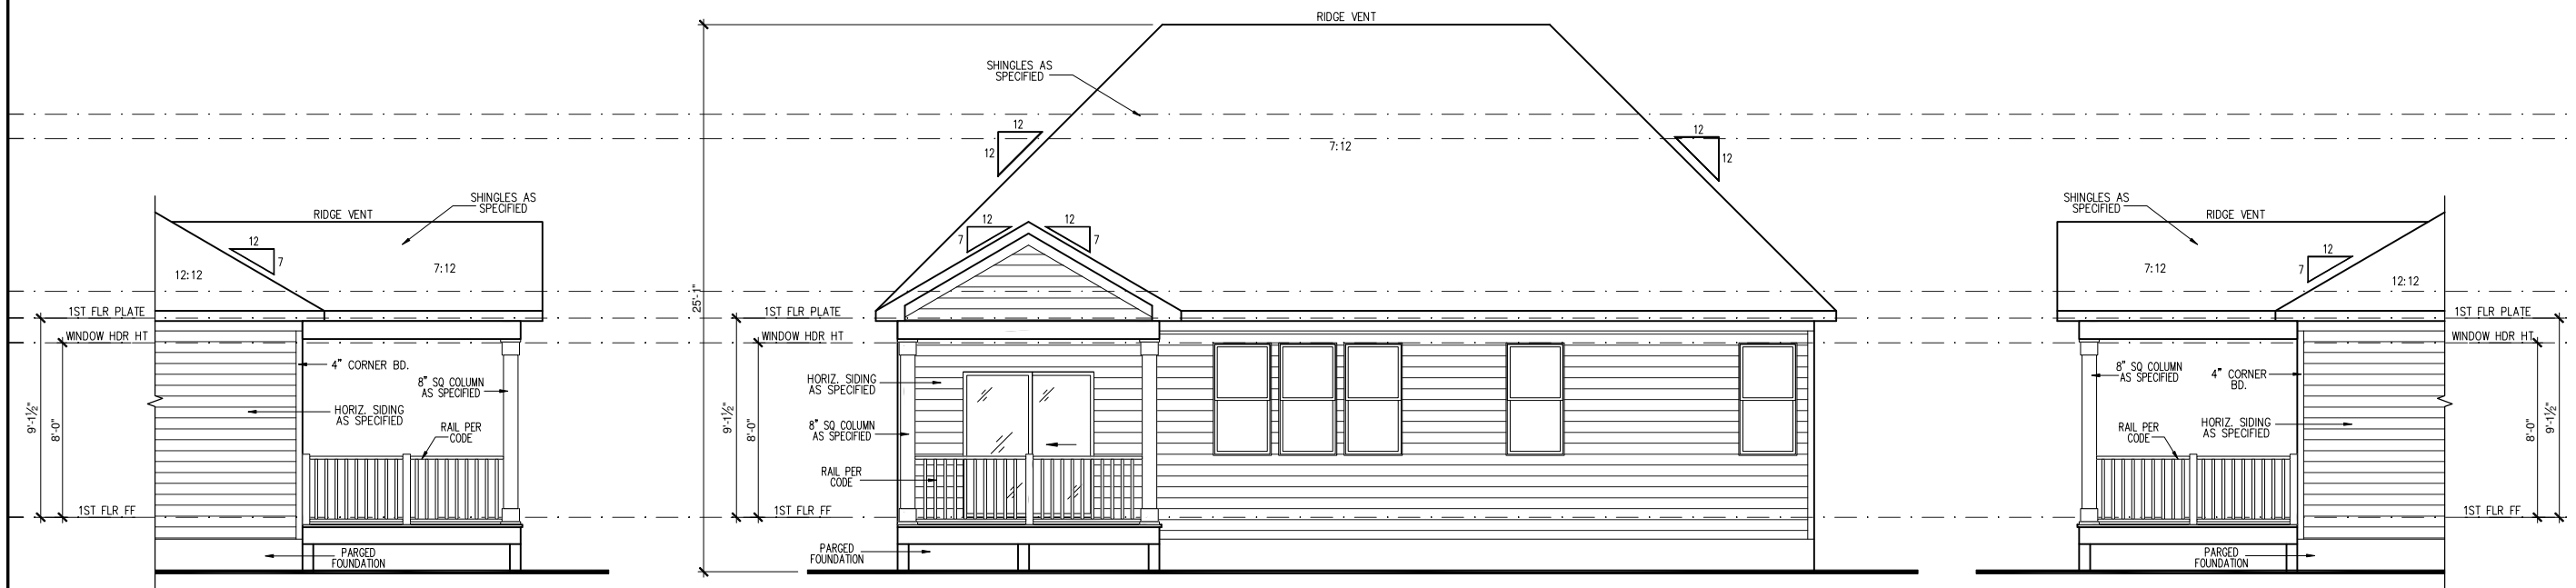 RIDGE VENT
SHINGLES AS
SPECIFIED
12
7
12:12
7:12
1ST FLR PLATE
WINDOW HDR HT
4" CORNER BD.
8" SQ COLUMN
AS SPECIFIED
HORIZ. SIDING
AS SPECIFIED
RAIL PER
CODE
9'-1½"
8'-0"
1ST FLR FF
PARGED
FOUNDATION
RIDGE VENT
SHINGLES AS
SPECIFIED
12
12
7:12
12
12
12
7
12
7
25'-1"
1ST FLR PLATE
WINDOW HDR HT
HORIZ. SIDING
AS SPECIFIED
9'-1½"
8'-0"
8" SQ COLUMN
AS SPECIFIED
RAIL PER
CODE
1ST FLR FF
PARGED
FOUNDATION
SHINGLES AS
SPECIFIED
RIDGE VENT
7:12
12
7
12:12
1ST FLR PLATE
WINDOW HDR HT
8" SQ COLUMN
AS SPECIFIED
4" CORNER
BD.
RAIL PER
CODE
HORIZ. SIDING
AS SPECIFIED
8'-0"
9'-1½"
1ST FLR FF
PARGED
FOUNDATION